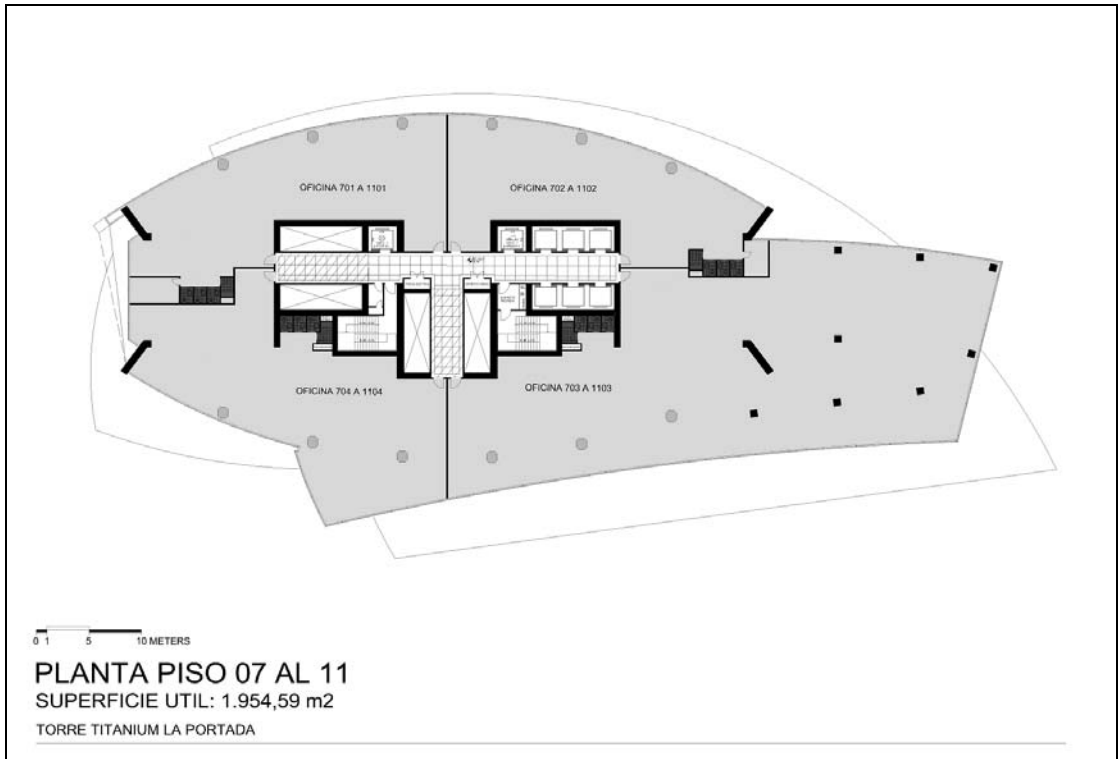 OFICINA 701 A 1101
OFICINA 702 A 1102
OFICINA 704 A 1104
OFICINA 703 A 1103
0 1 5 10 METERS
PLANTA PISO 07 AL 11
SUPERFICIE UTIL: 1.954,59 m2
TORRE TITANIUM LA PORTADA